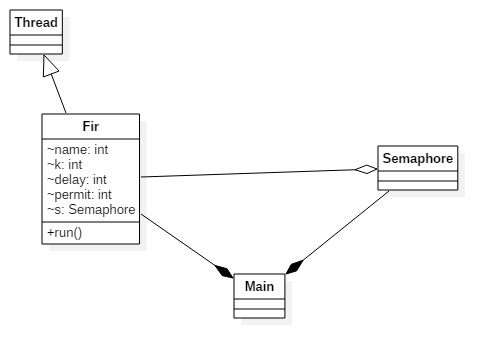 Thread
Fir
~name: int
~k: int
~delay: int
~permit: int
~s: Semaphore
+run()
Semaphore
Main